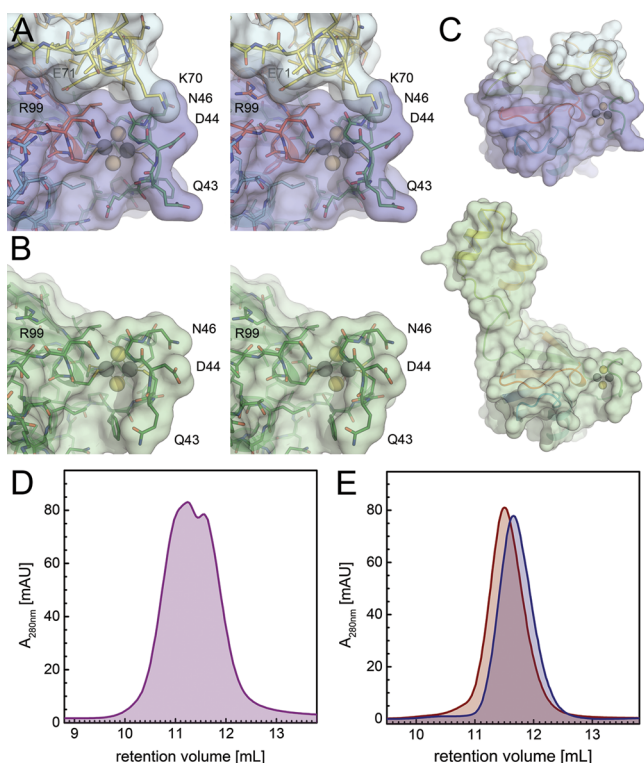 A
E71
K70
N46
D44
R99
Q43
E71
K70
N46
D44
R99
Q43
C
B
R99
N46
D44
Q43
R99
N46
D44
Q43
D
80
60
40
20
0
A280nm [mAU]
9 10 11 12 13
retention volume [mL]
E
80
60
40
20
0
A280nm [mAU]
10 11 12 13
retention volume [mL]